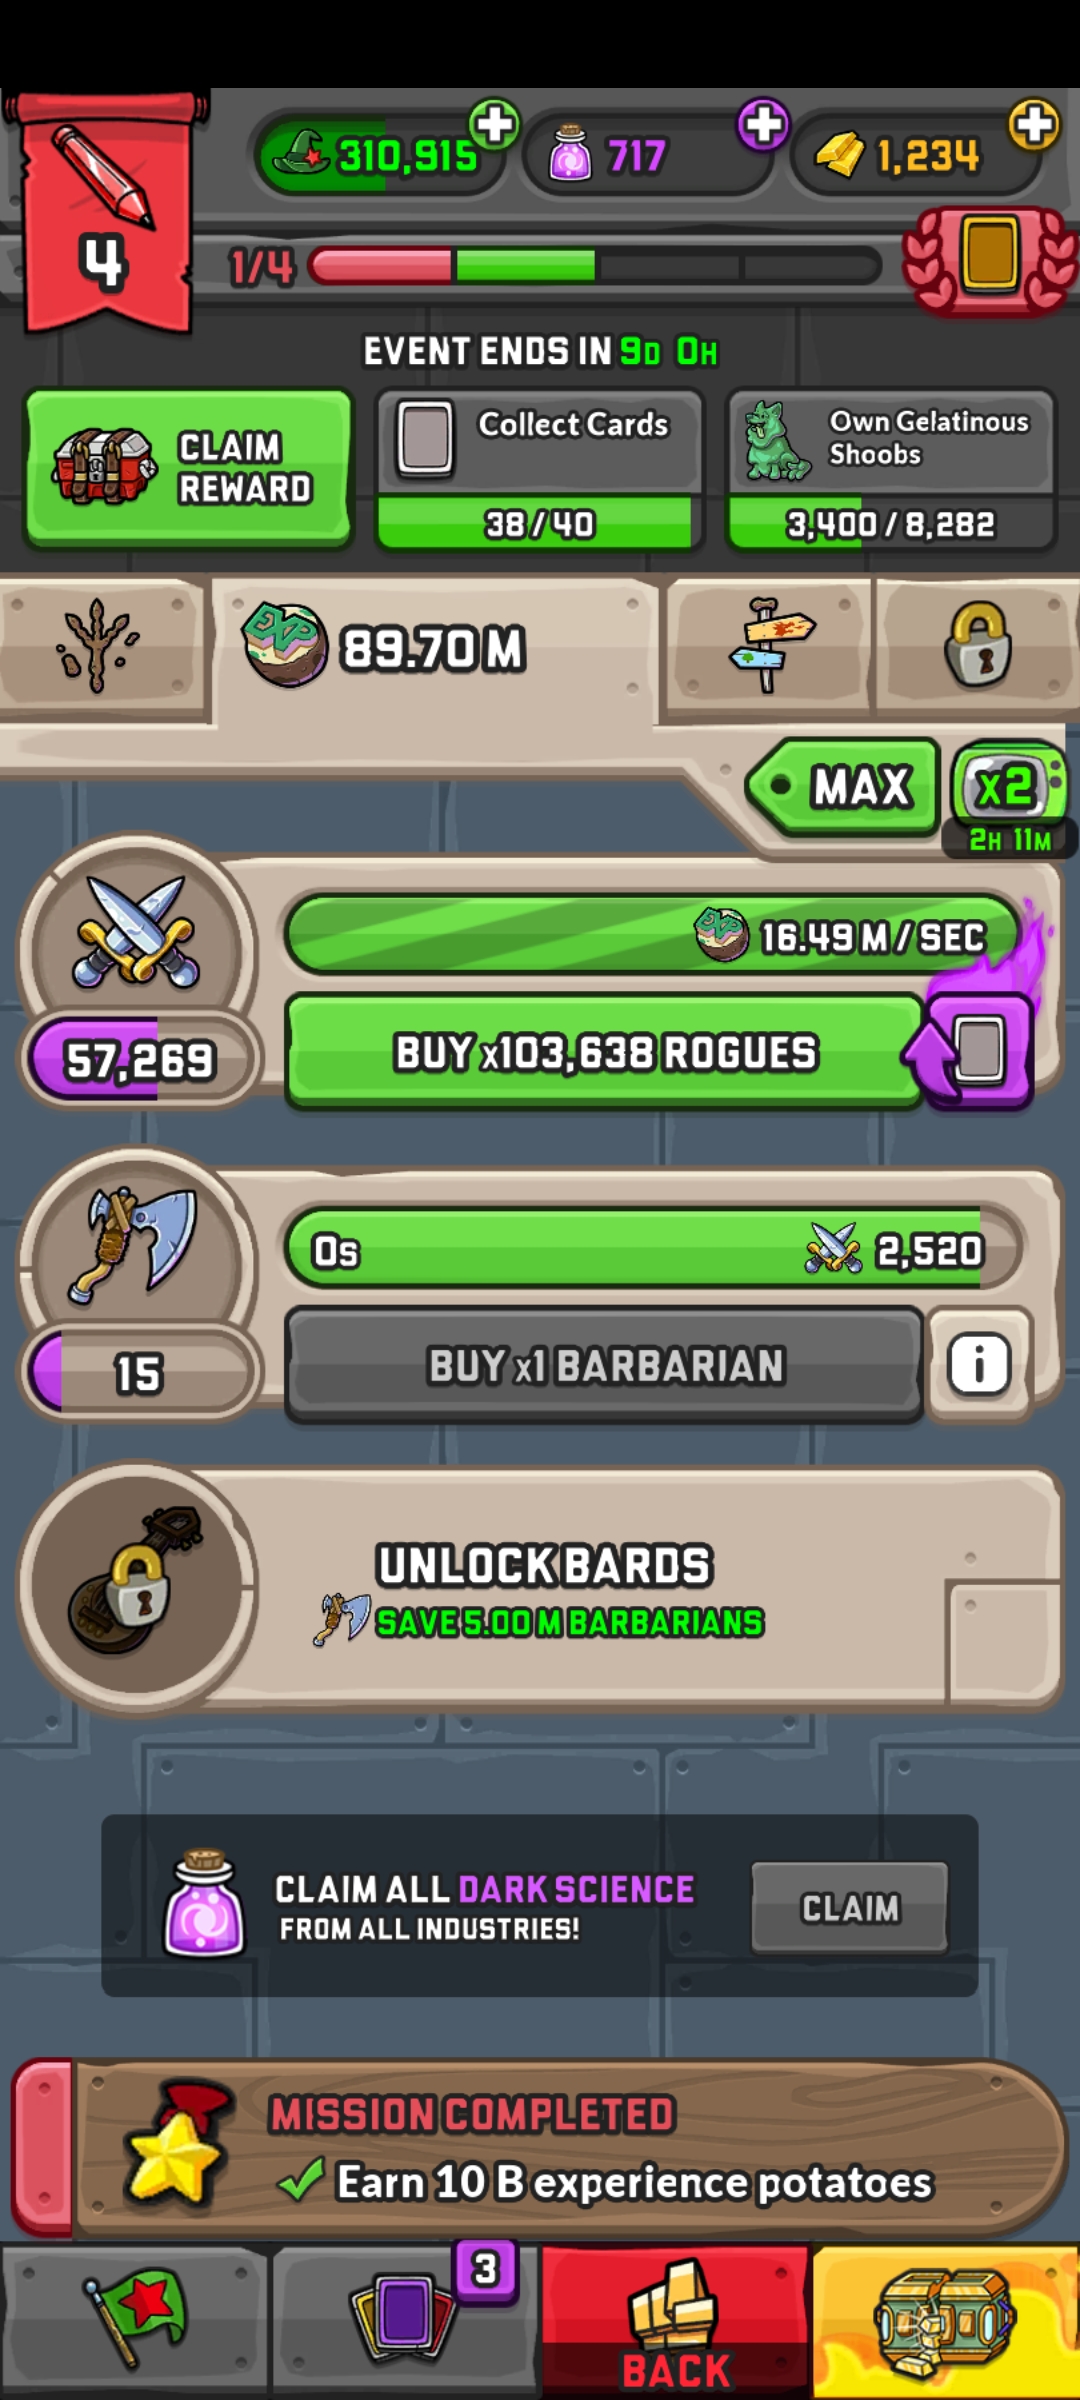 310,915
717
1,234
4
1/4
EVENT ENDS IN 9D 0H
CLAIM
REWARD
Collect Cards
38 / 40
Own Gelatinous
Shoobs
3,400 / 8,282
EXP
89.70 M
MAX
x2
2H 11M
EXP
16.49 M / SEC
57,269
BUY x103,638 ROGUES
0s
2,520
15
BUY x1 BARBARIAN
i
UNLOCK BARDS
SAVE 5.00 M BARBARIANS
CLAIM ALL DARK SCIENCE
FROM ALL INDUSTRIES!
CLAIM
MISSION COMPLETED
Earn 10 B experience potatoes
3
BACK